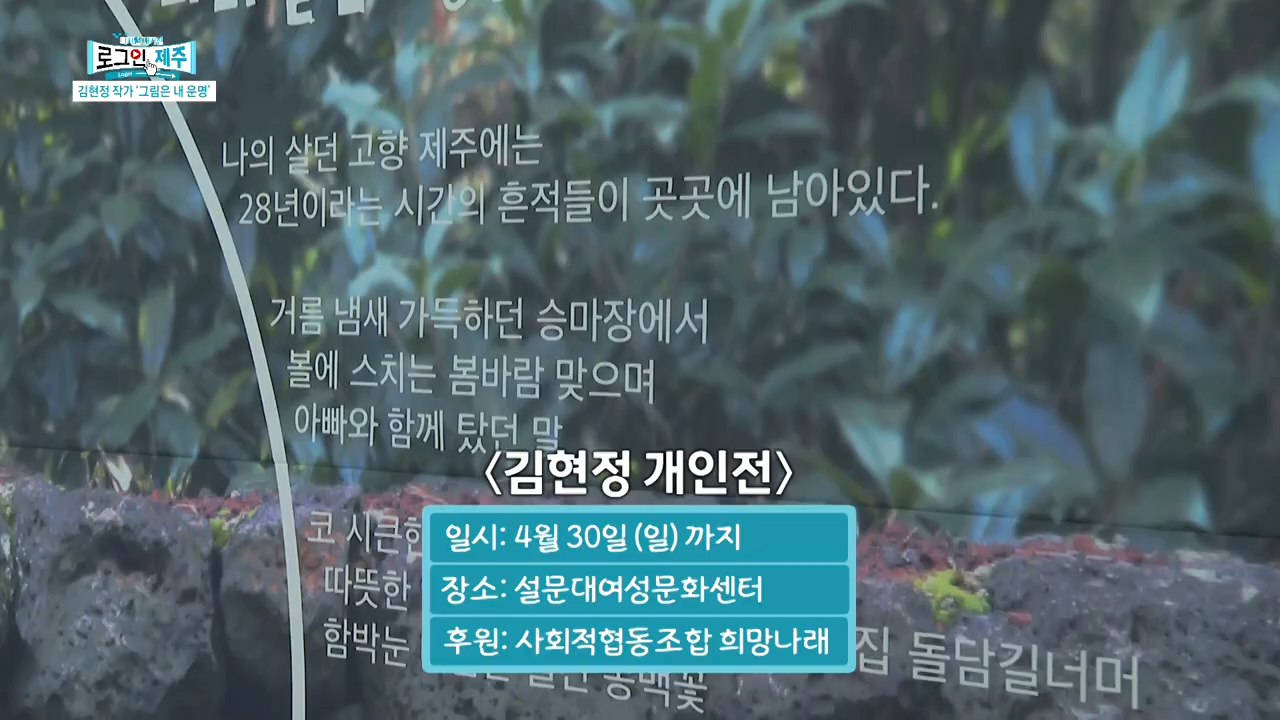 로그인 제주
Login
김현정 작가 '그림은 내 운명'
나의 살던 고향 제주에는
28년이라는 시간의 흔적들이 곳곳에 남아있다.
거름 냄새 가득하던 승마장에서
볼에 스치는 봄바람 맞으며
아빠와 함께 탔던 말
〈김현정 개인전〉
코 시큰한
일시: 4월 30일 (일) 까지
따뜻한
장소: 설문대여성문화센터
함박눈
후원: 사회적협동조합 희망나래
집 돌담길너머
동백꽃